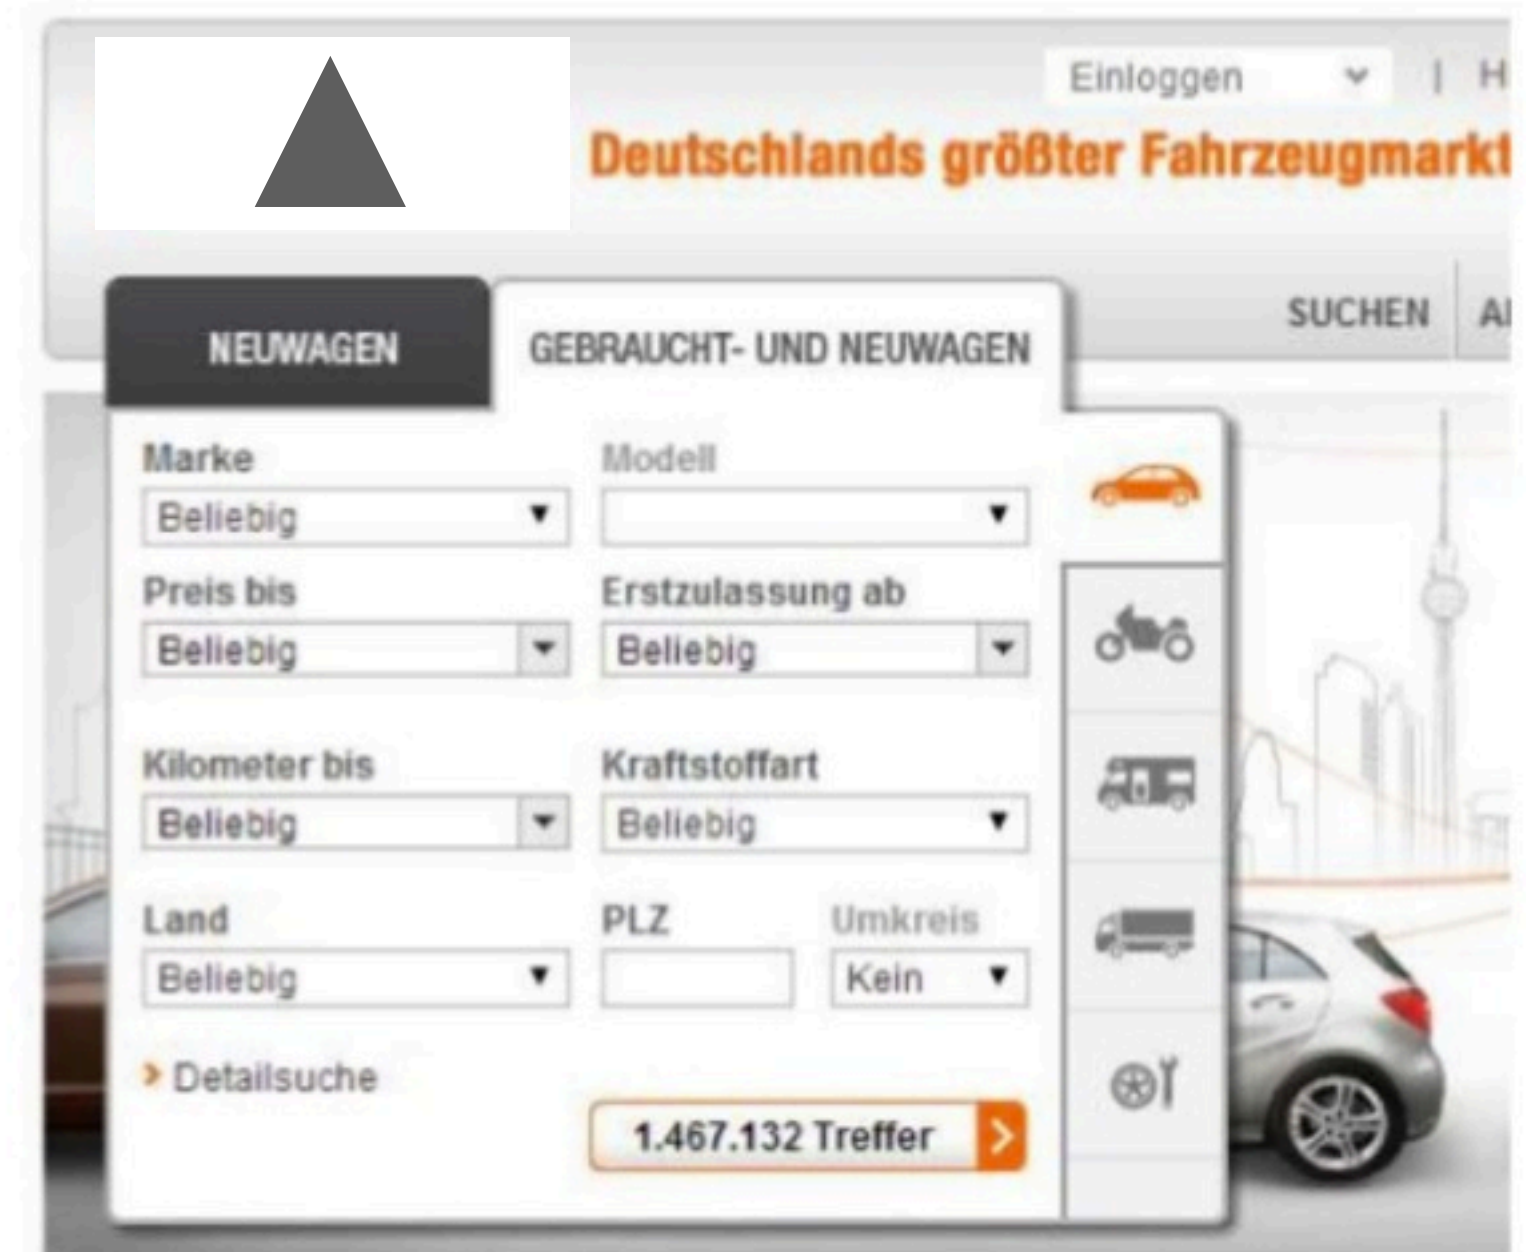 Einloggen | H
Deutschlands größter Fahrzeugmarkt
SUCHEN
NEUWAGEN
GEBRAUCHT- UND NEUWAGEN
Marke
Modell
Beliebig
Preis bis
Erstzulassung ab
Beliebig
Beliebig
Kilometer bis
Kraftstoffart
Beliebig
Beliebig
Land
PLZ
Umkreis
Beliebig
Kein
Detailsuche
1.467.132 Treffer